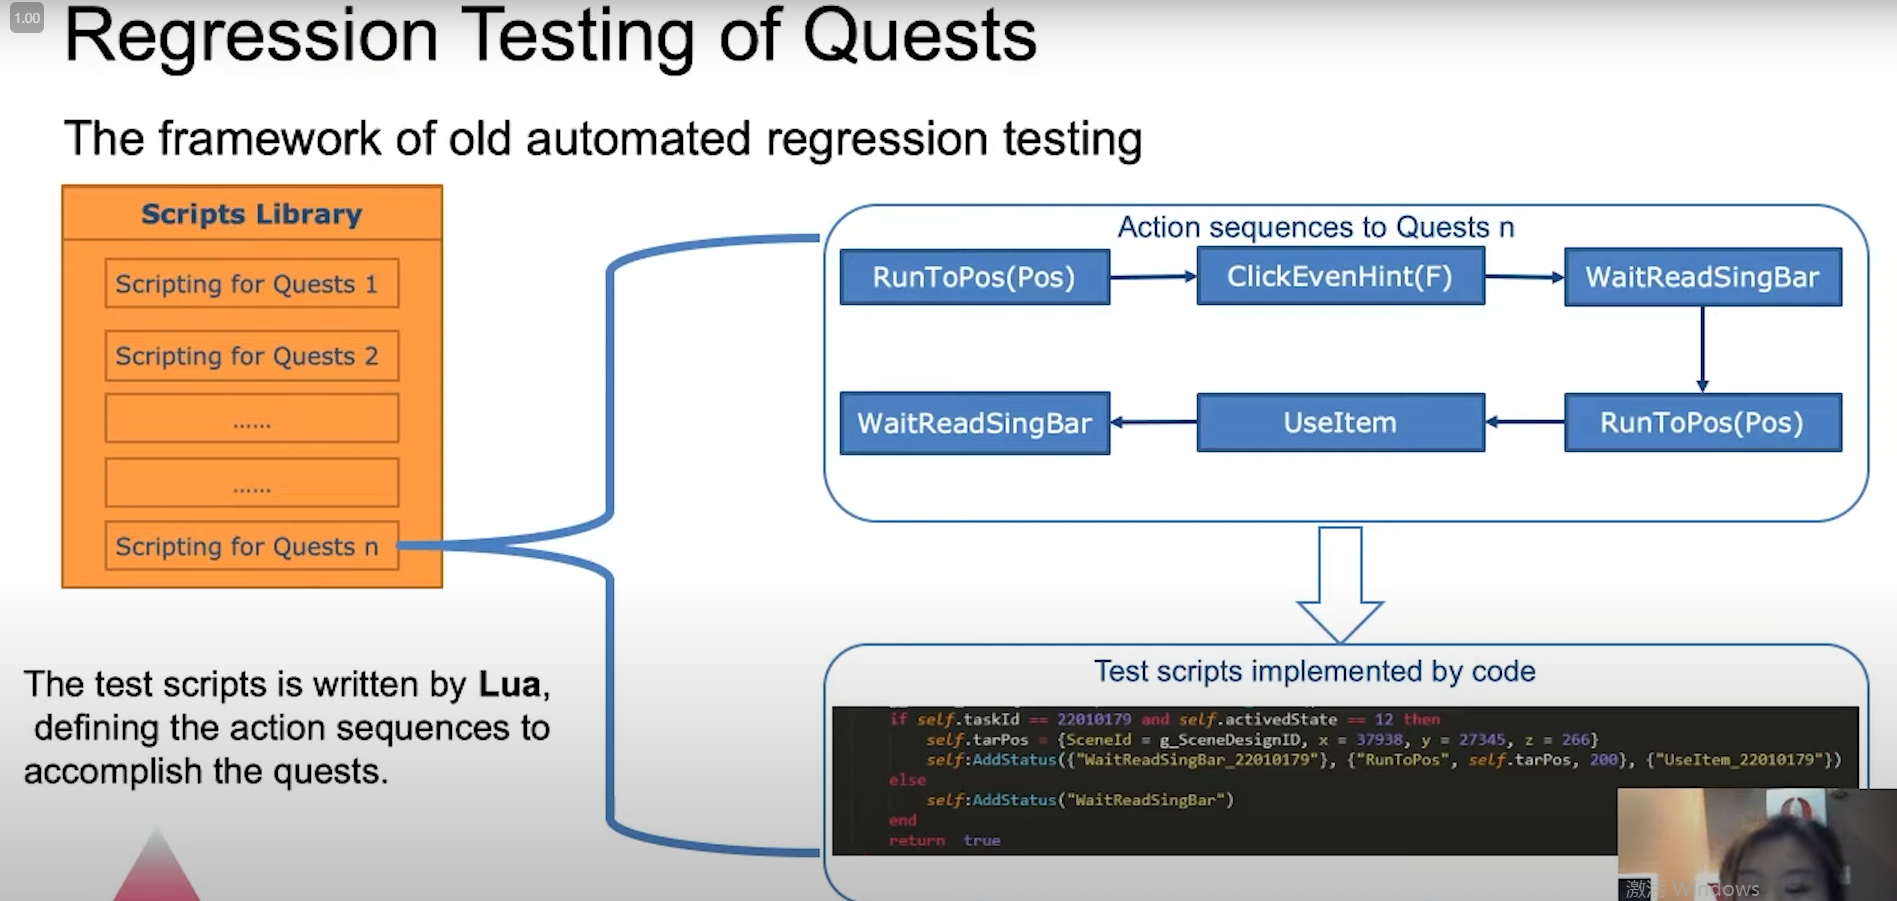 1.00
Regression Testing of Quests
The framework of old automated regression testing
Scripts Library
Scripting for Quests 1
Scripting for Quests 2
......
......
Scripting for Quests n
The test scripts is written by Lua,
defining the action sequences to
accomplish the quests.
Action sequences to Quests n
RunToPos(Pos)
ClickEvenHint(F)
WaitReadSingBar
RunToPos(Pos)
UseItem
WaitReadSingBar
Test scripts implemented by code
if self.taskId == 22010179 and self.activedState == 12 then
self.tarPos = {SceneId = g_SceneDesignID, x = 37938, y = 27345, z = 266}
self:AddStatus({"WaitReadSingBar_22010179"}, {"RunToPos", self.tarPos, 200}, {"UseItem_22010179"})
else
self:AddStatus("WaitReadSingBar")
end
return true
激活 Windows